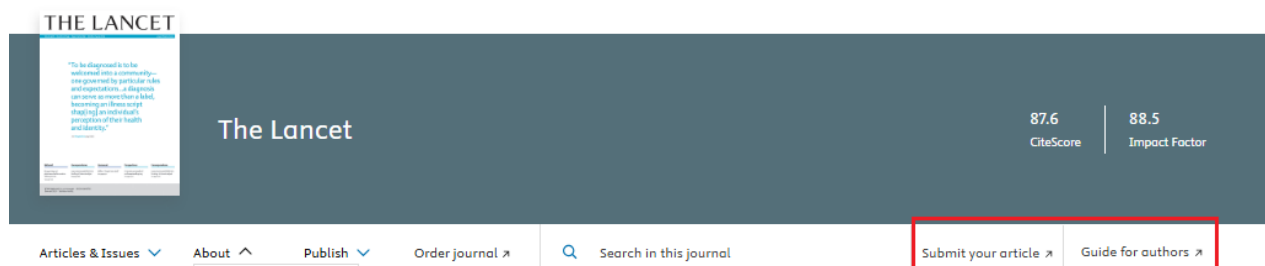 THE LANCET
"To be diagnosed is to be
welcomed into a community—
one governed by particular rules
and expectations...a diagnosis
can serve as more than a label,
becoming an illness script
shap[ing] an individual's
perception of their health
and identity."
The Lancet
87.6
CiteScore
88.5
Impact Factor
Articles & Issues
About
Publish
Order journal ↗
Search in this journal
Submit your article ↗
Guide for authors ↗